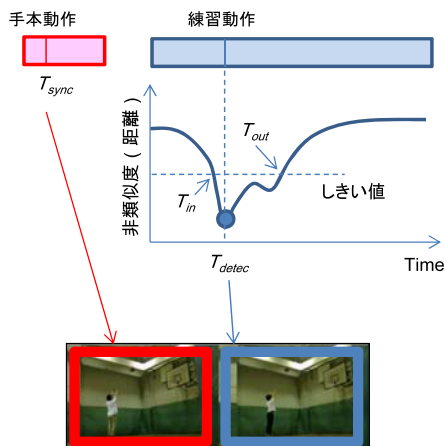 手本動作
練習動作
Tsync
非類似度(距離)
Tout
Tin
しきい値
Tdetec
Time